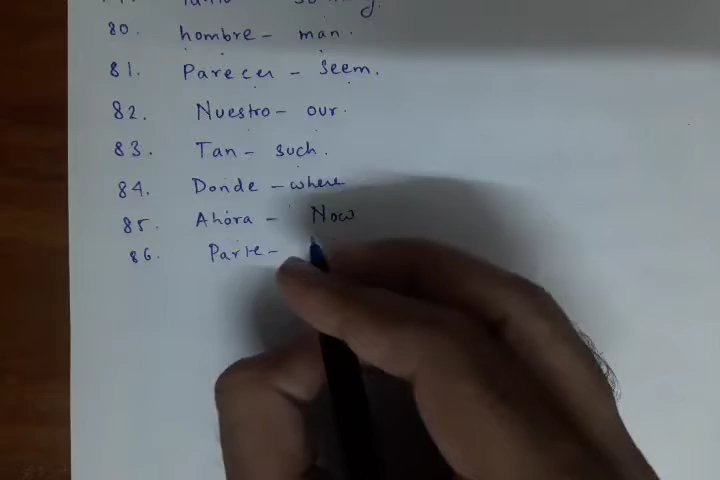 80. hombre - man.
81. Parecer - Seem.
82. Nuestro - our.
83. Tan - such.
84. Donde - where
85. Ahora - Now
86. Parte -